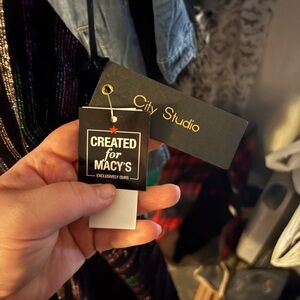 City Studio
CREATED
for
MACY'S
EXCLUSIVELY OURS